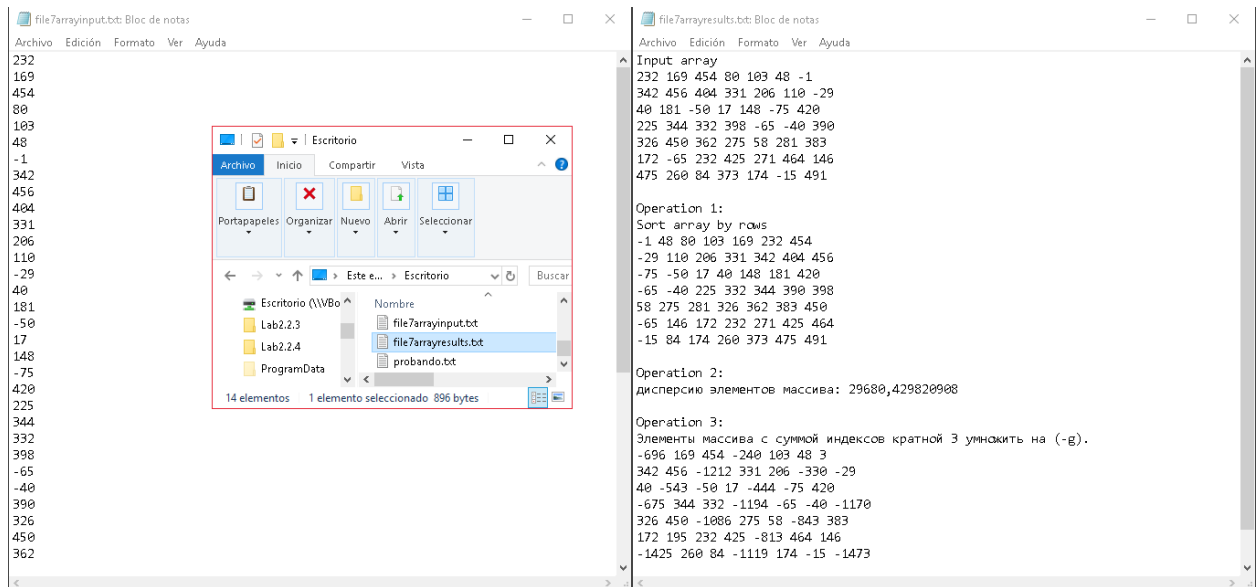 file7arrayinput.txt: Bloc de notas
Archivo Edición Formato Ver Ayuda
232
169
454
80
103
48
-1
342
456
404
331
206
110
-29
40
181
-50
17
148
-75
420
225
344
332
398
-65
-40
390
326
450
362
Escritorio
Archivo Inicio Compartir Vista
Portapapeles Organizar Nuevo Abrir Seleccionar
Este e... > Escritorio Buscar
Escritorio (\\VBo
Lab2.2.3
Lab2.2.4
ProgramData
Nombre
file7arrayinput.txt
file7arrayresults.txt
probando.txt
14 elementos 1 elemento seleccionado 896 bytes
file7arrayresults.txt: Bloc de notas
Archivo Edición Formato Ver Ayuda
Input array
232 169 454 80 103 48 -1
342 456 404 331 206 110 -29
40 181 -50 17 148 -75 420
225 344 332 398 -65 -40 390
326 450 362 275 58 281 383
172 -65 232 425 271 464 146
475 260 84 373 174 -15 491
Operation 1:
Sort array by rows
-1 48 80 103 169 232 454
-29 110 206 331 342 404 456
-75 -50 17 40 148 181 420
-65 -40 225 332 344 390 398
58 275 281 326 362 383 450
-65 146 172 232 271 425 464
-15 84 174 260 373 475 491
Operation 2:
дисперсию элементов массива: 29680,429820908
Operation 3:
Элементы массива с суммой индексов кратной 3 умножить на (-g).
-696 169 454 -240 103 48 3
342 456 -1212 331 206 -330 -29
40 -543 -50 17 -444 -75 420
-675 344 332 -1194 -65 -40 -1170
326 450 -1086 275 58 -843 383
172 195 232 425 -813 464 146
-1425 260 84 -1119 174 -15 -1473